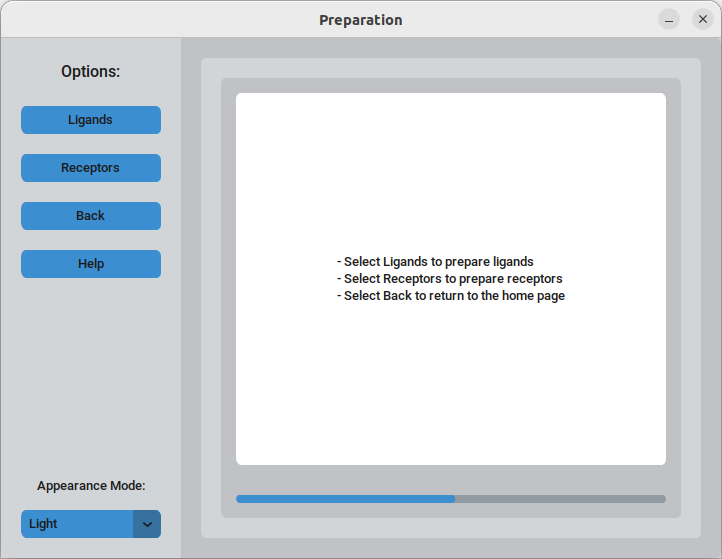 Preparation
Options:
Ligands
Receptors
Back
Help
- Select Ligands to prepare ligands
- Select Receptors to prepare receptors
- Select Back to return to the home page
Appearance Mode:
Light